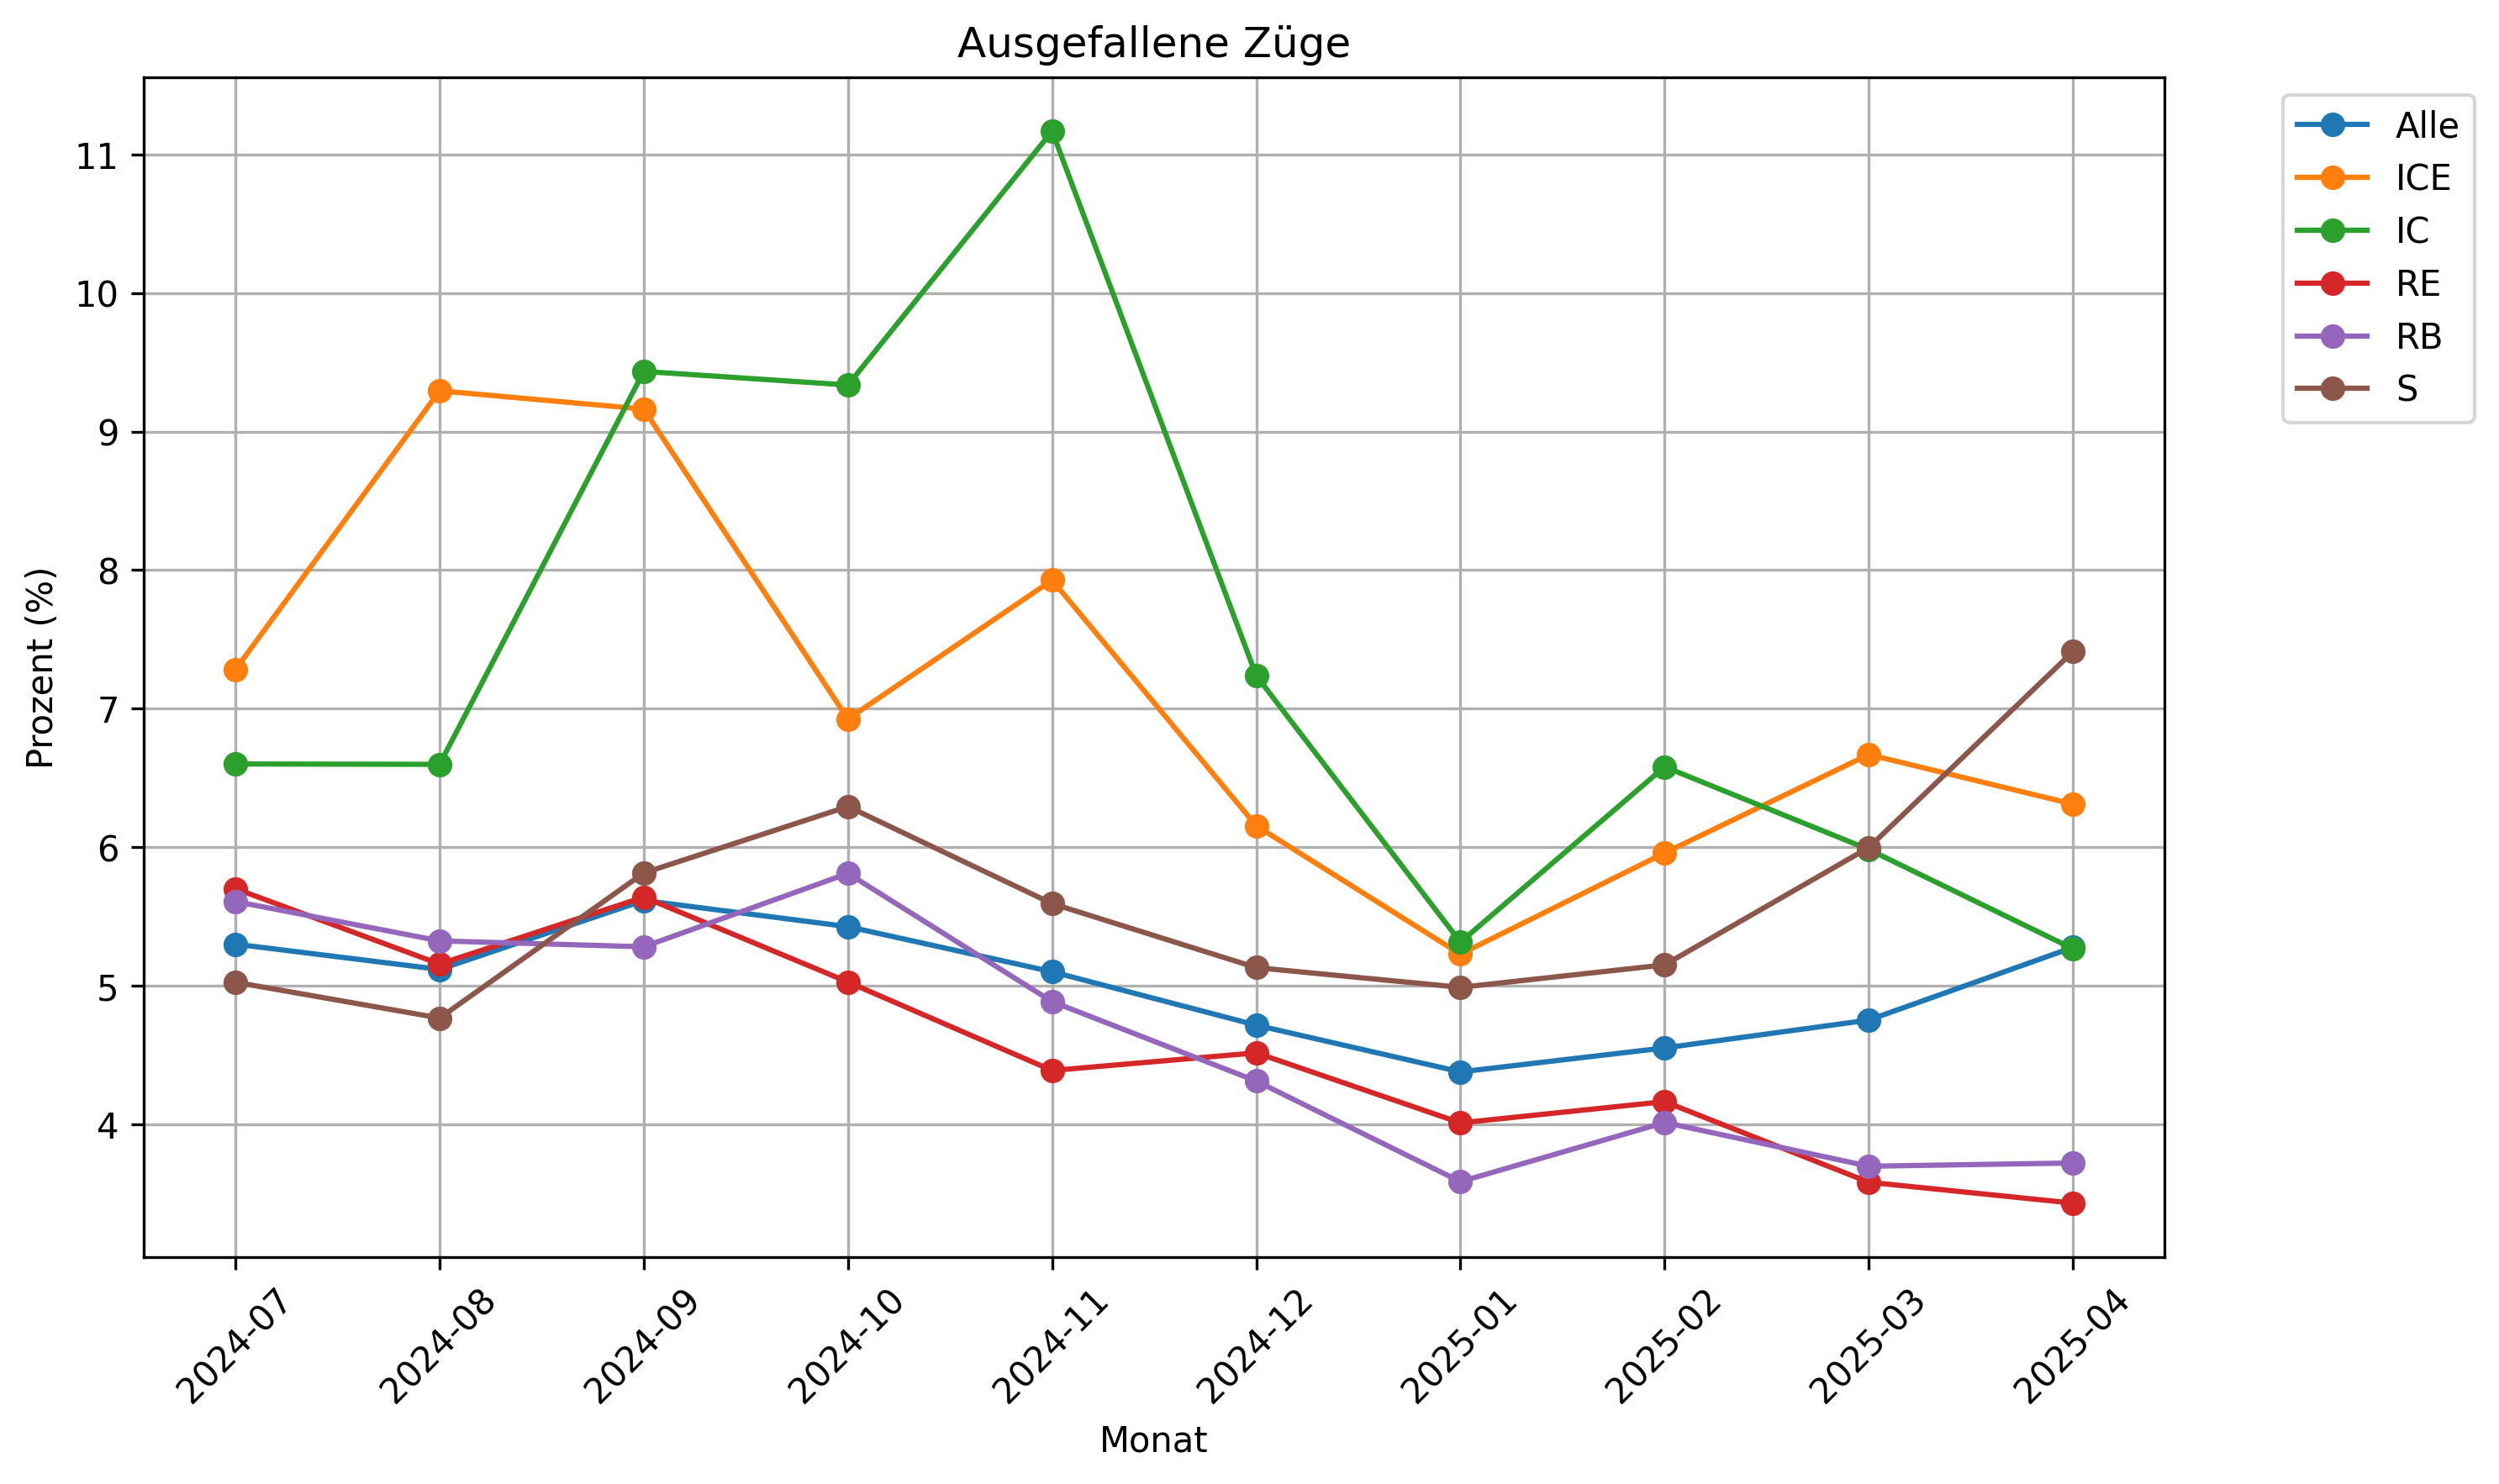 Ausgefallene Züge
Prozent (%)
11
10
9
8
7
6
5
4
2024-07
2024-08
2024-09
2024-10
2024-11
2024-12
2025-01
2025-02
2025-03
2025-04
Monat
Alle
ICE
IC
RE
RB
S